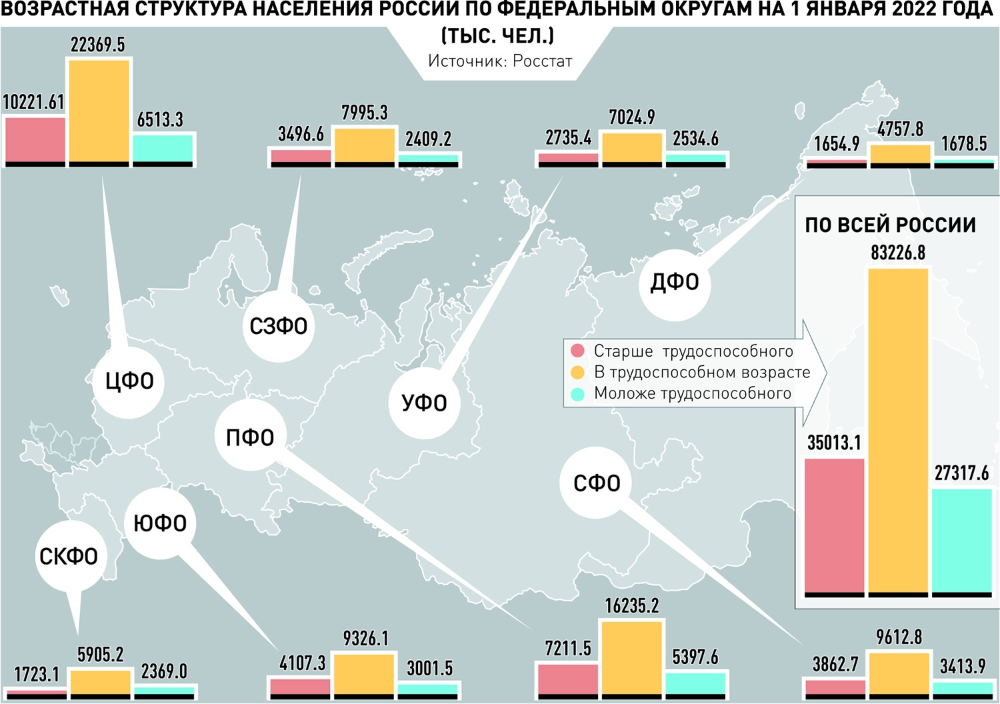 ВОЗРАСТНАЯ СТРУКТУРА НАСЕЛЕНИЯ РОССИИ ПО ФЕДЕРАЛЬНЫМ ОКРУГАМ НА 1 ЯНВАРЯ 2022 ГОДА
(ТЫС. ЧЕЛ.)
Источник: Росстат
10221.61 22369.5 6513.3
3496.6 7995.3 2409.2
2735.4 7024.9 2534.6
1654.9 4757.8 1678.5
ПО ВСЕЙ РОССИИ
83226.8
35013.1
27317.6
ДФО
СЗФО
ЦФО
УФО
ПФО
СФО
ЮФО
СКФО
Старше трудоспособного
В трудоспособном возрасте
Моложе трудоспособного
1723.1 5905.2 2369.0
4107.3 9326.1 3001.5
7211.5 16235.2 5397.6
3862.7 9612.8 3413.9